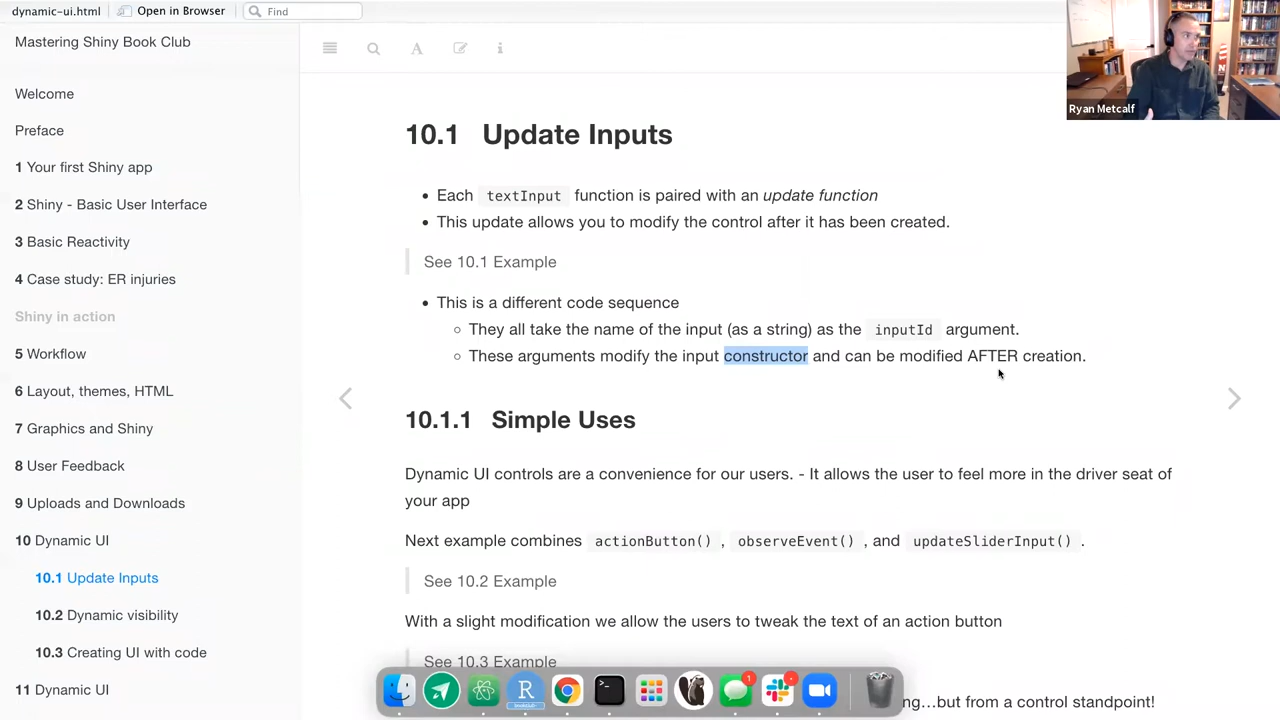 dynamic-ui.html
Open in Browser
Find
Mastering Shiny Book Club
Welcome
Preface
1 Your first Shiny app
2 Shiny - Basic User Interface
3 Basic Reactivity
4 Case study: ER injuries
Shiny in action
5 Workflow
6 Layout, themes, HTML
7 Graphics and Shiny
8 User Feedback
9 Uploads and Downloads
10 Dynamic UI
10.1 Update Inputs
10.2 Dynamic visibility
10.3 Creating UI with code
11 Dynamic UI
A
i
Ryan Metcalf
10.1 Update Inputs
• Each textInput function is paired with an update function
• This update allows you to modify the control after it has been created.
See 10.1 Example
• This is a different code sequence
◦ They all take the name of the input (as a string) as the inputId argument.
◦ These arguments modify the input constructor and can be modified AFTER creation.
10.1.1 Simple Uses
Dynamic UI controls are a convenience for our users. - It allows the user to feel more in the driver seat of
your app
Next example combines actionButton() , observeEvent() , and updateSliderInput() .
See 10.2 Example
With a slight modification we allow the users to tweak the text of an action button
See 10.3 Example
ng…but from a control standpoint!
R
>_
1